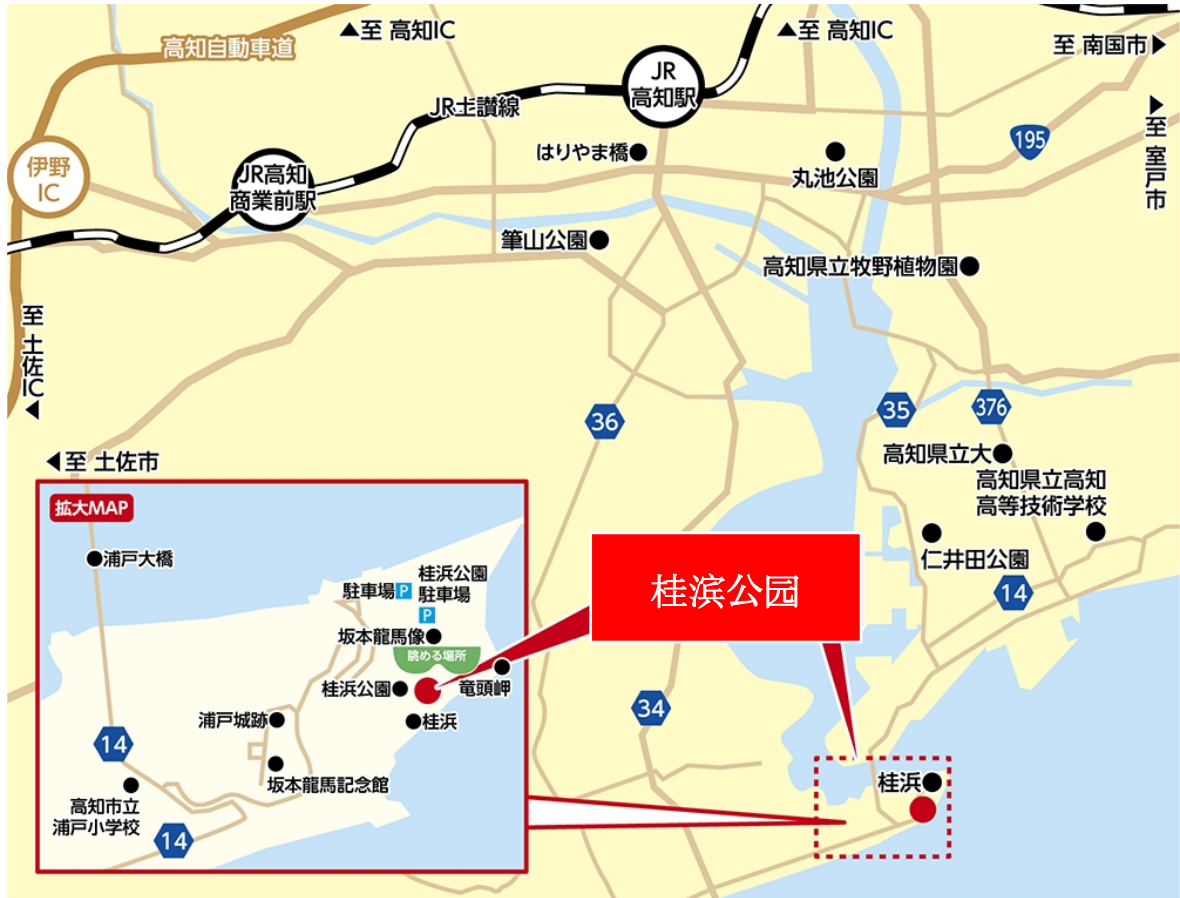 ▲至 高知IC
▲至 高知IC
高知自動車道
至 南国市▶
JR
高知駅
JR土讃線
195
▲至 室戸市
はりやま橋
伊野
IC
JR高知
商業前駅
丸池公園
筆山公園
高知県立牧野植物園
至 土佐IC▲
36
35
376
高知県立大
◀至 土佐市
高知県立高知
高等技術学校
拡大MAP
仁井田公園
浦戸大橋
桂浜公園
駐車場
駐車場
P
P
桂滨公园
14
坂本龍馬像
眺める場所
桂浜公園
竜頭岬
浦戸城跡
桂浜
34
14
坂本龍馬記念館
桂浜
高知市立
浦戸小学校
14